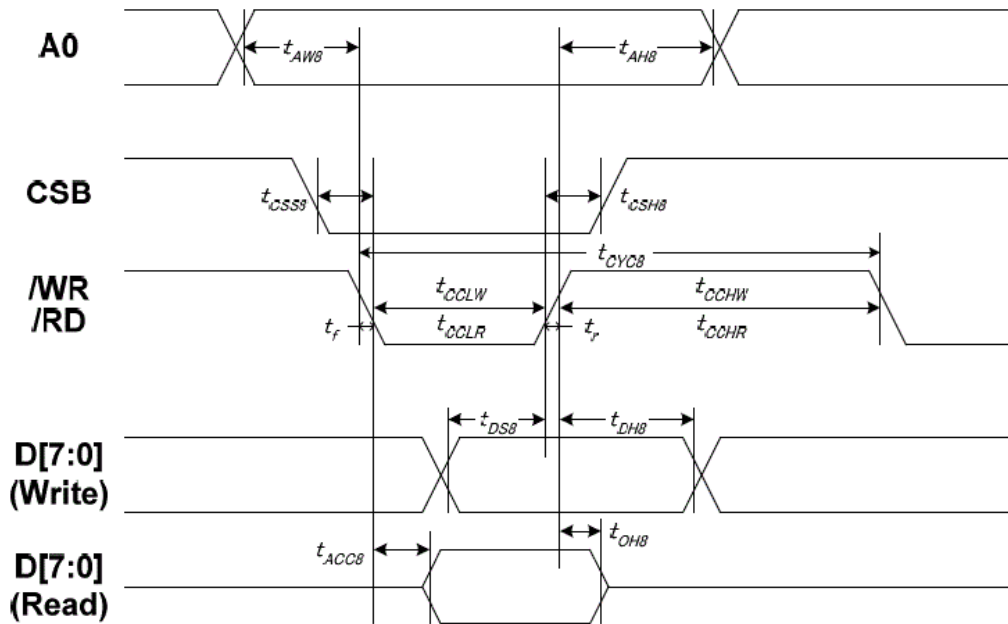 A0
tAW8
tAH8
CSB
tCSS8
tCSH8
tCYC8
/WR
/RD
tCCLW
tCCHW
tf
tCCLR
tr
tCCHR
tDS8
tDH8
D[7:0]
(Write)
tACC8
tOH8
D[7:0]
(Read)